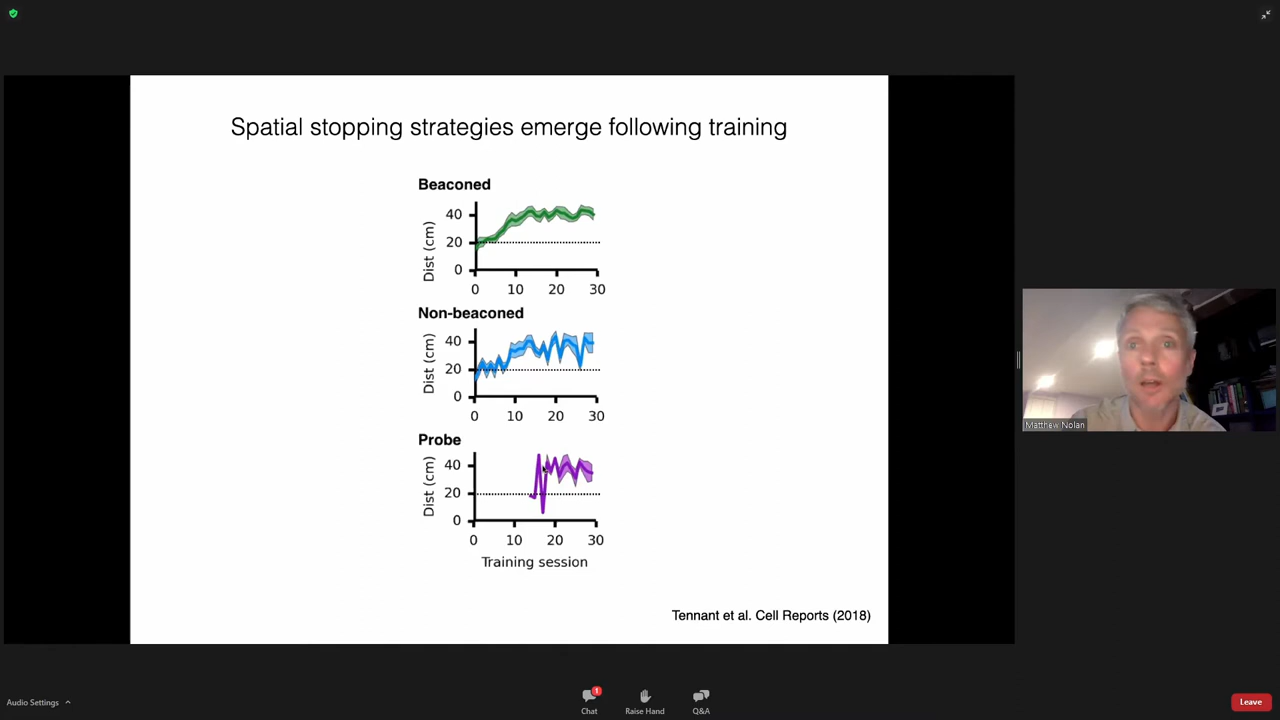 Spatial stopping strategies emerge following training
Beaconed
40
20
0
Dist (cm)
0 10 20 30
Non-beaconed
40
20
0
Dist (cm)
0 10 20 30
Probe
40
20
0
Dist (cm)
0 10 20 30
Training session
Tennant et al. Cell Reports (2018)
Matthew Nolan
Audio Settings
1
Chat
Raise Hand
Q&A
Leave